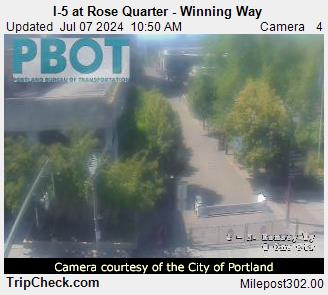 I-5 at Rose Quarter - Winning Way
Updated Jul 07 2024 10:50 AM Camera 4
PBOT
PORTLAND BUREAU OF TRANSPORTATION
Camera courtesy of the City of Portland
TripCheck.com Milepost302.00